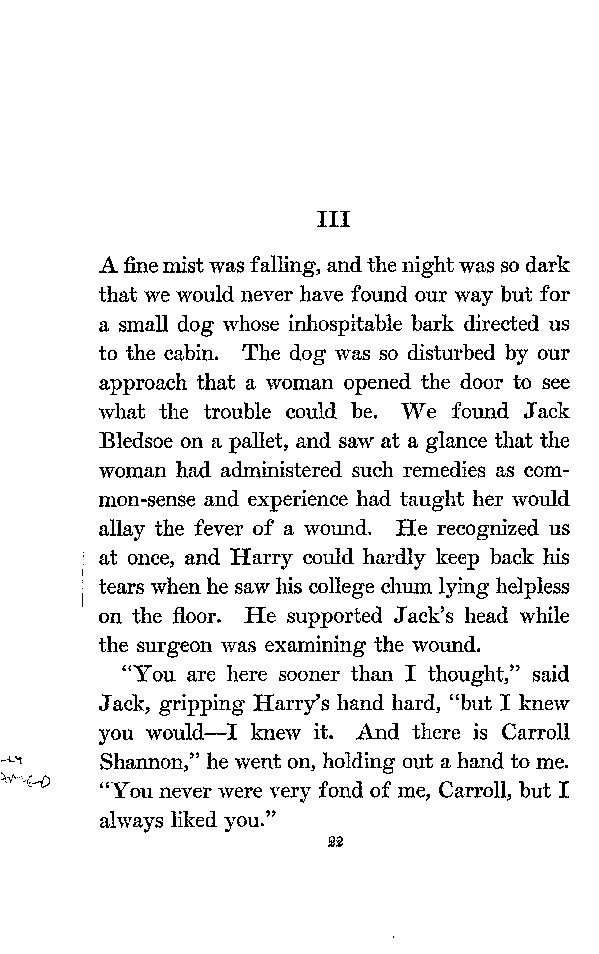 III
A fine mist was falling, and the night was so dark
that we would never have found our way but for
a small dog whose inhospitable bark directed us
to the cabin. The dog was so disturbed by our
approach that a woman opened the door to see
what the trouble could be. We found Jack
Bledsoe on a pallet, and saw at a glance that the
woman had administered such remedies as com-
mon-sense and experience had taught her would
allay the fever of a wound. He recognized us
at once, and Harry could hardly keep back his
tears when he saw his college chum lying helpless
on the floor. He supported Jack's head while
the surgeon was examining the wound.
“You are here sooner than I thought,” said
Jack, gripping Harry's hand hard, “but I knew
you would—I knew it. And there is Carroll
Shannon,” he went on, holding out a hand to me.
“You never were very fond of me, Carroll, but I
always liked you.”
22